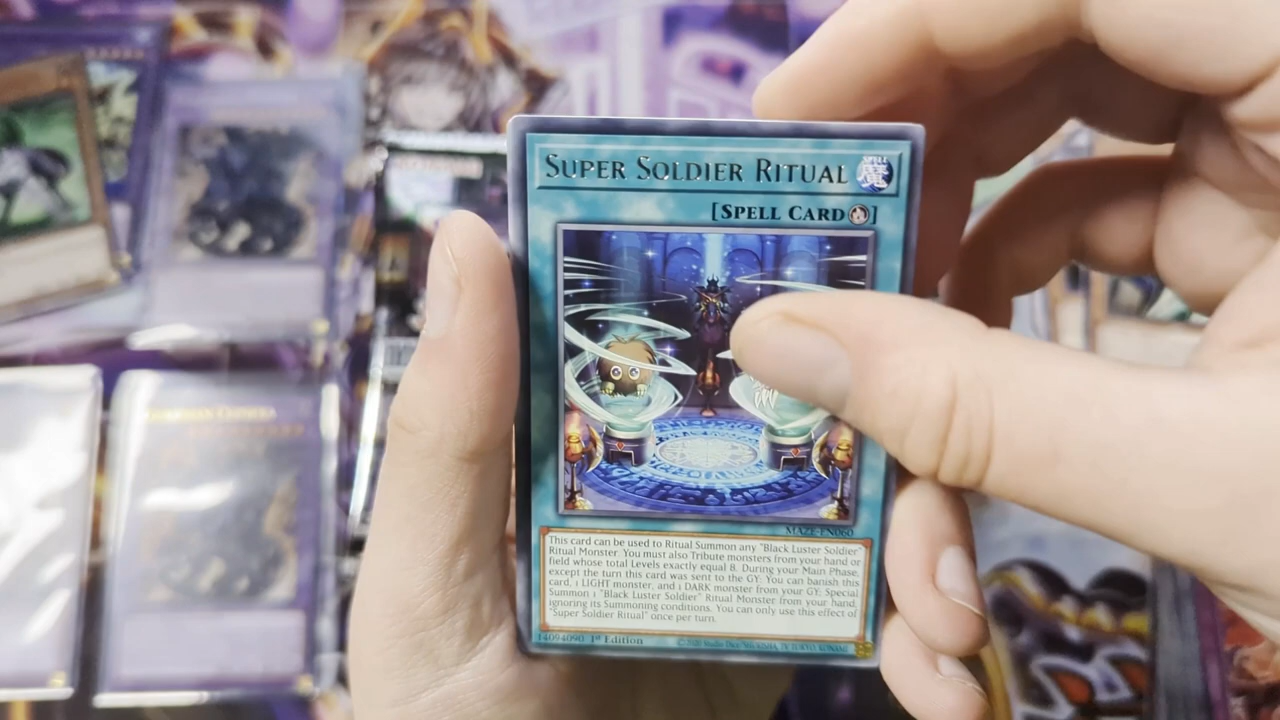 SUPER SOLDIER RITUAL
SPELL
魔
[SPELL CARD]
MAZE-EN060
This card can be used to Ritual Summon any "Black Luster Soldier"
Ritual Monster. You must also Tribute monsters from your hand or
field whose total Levels exactly equal 8. During your Main Phase,
except the turn this card was sent to the GY: You can banish this
card, 1 LIGHT monster, and 1 DARK monster from your GY; Special
Summon 1 "Black Luster Soldier" Ritual Monster from your hand,
ignoring its Summoning conditions. You can only use this effect of
"Super Soldier Ritual" once per turn.
14094090 1st Edition
©2020 Studio Dice/SHUEISHA, TV TOKYO, KONAMI